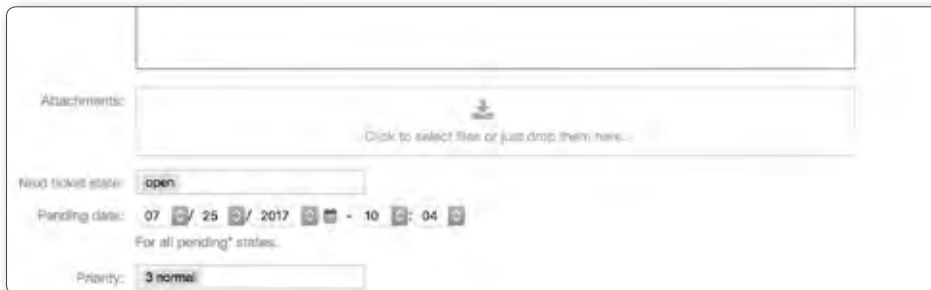 Attachments:
Click to select files or just drop them here.
Next ticket state: open
Pending date: 07 / 25 / 2017 - 10 : 04
For all pending* states.
Priority: 3 normal